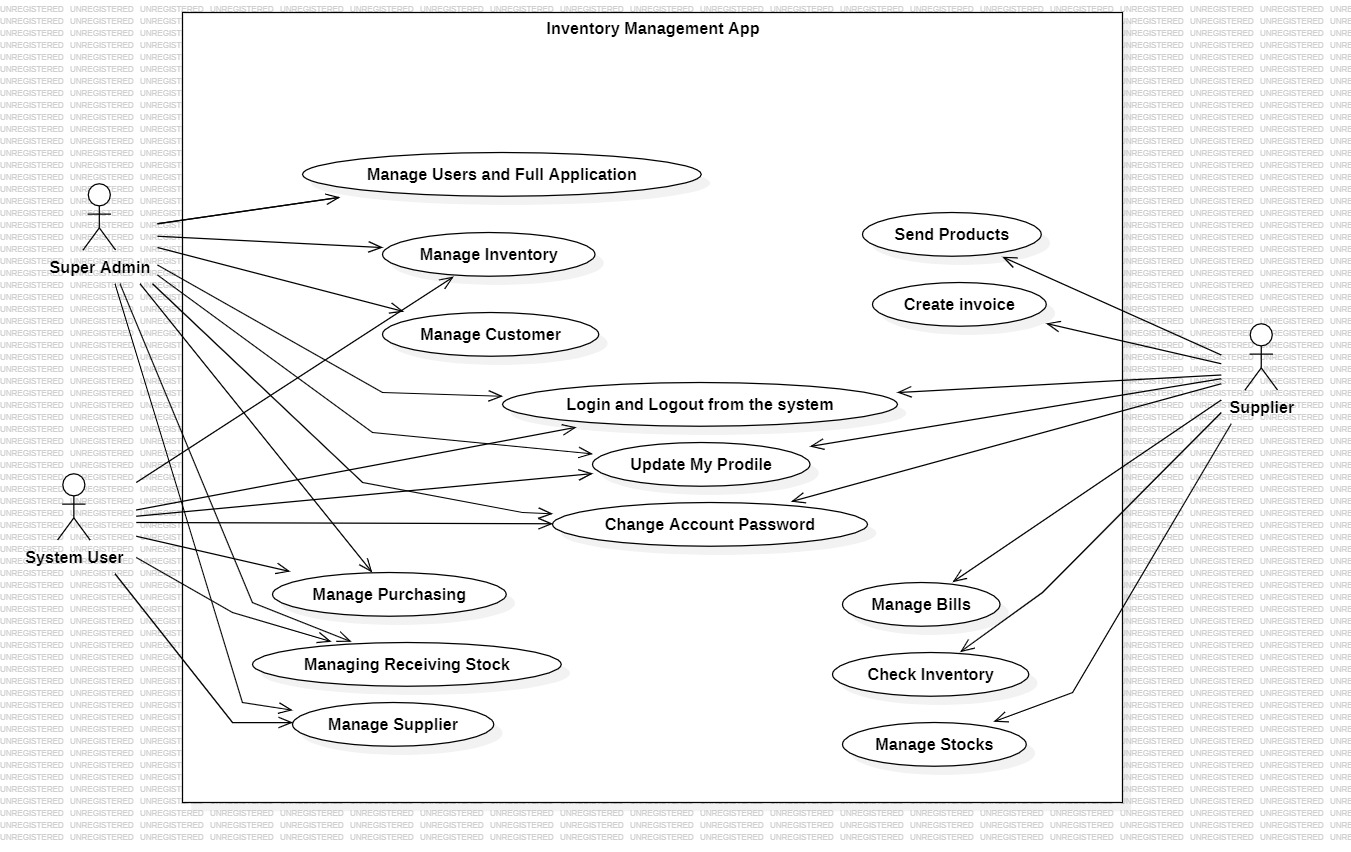 Inventory Management App
Manage Users and Full Application
Send Products
Manage Inventory
Super Admin
Create invoice
Manage Customer
Login and Logout from the system
Supplier
Update My Prodile
Change Account Password
System User
Manage Purchasing
Manage Bills
Managing Receiving Stock
Check Inventory
Manage Supplier
Manage Stocks
UNREGISTERED